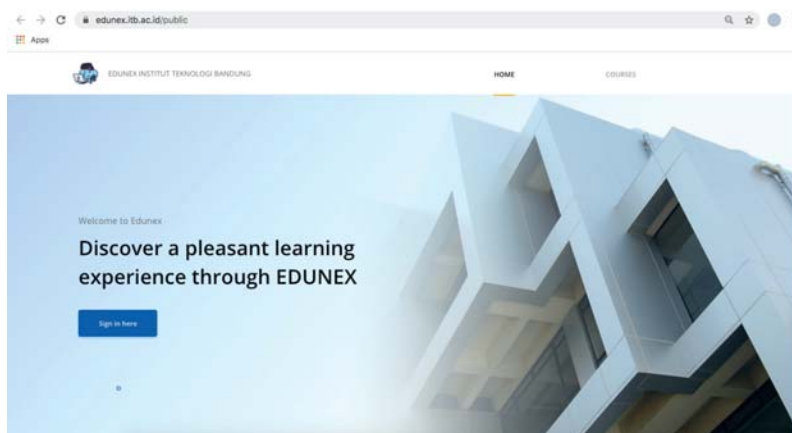 edunex.itb.ac.id/public
Apps
EDUNEX INSTITUT TEKNOLOGI BANDUNG
HOME
COURSES
Welcome to Edunex
Discover a pleasant learning
experience through EDUNEX
Sign in here